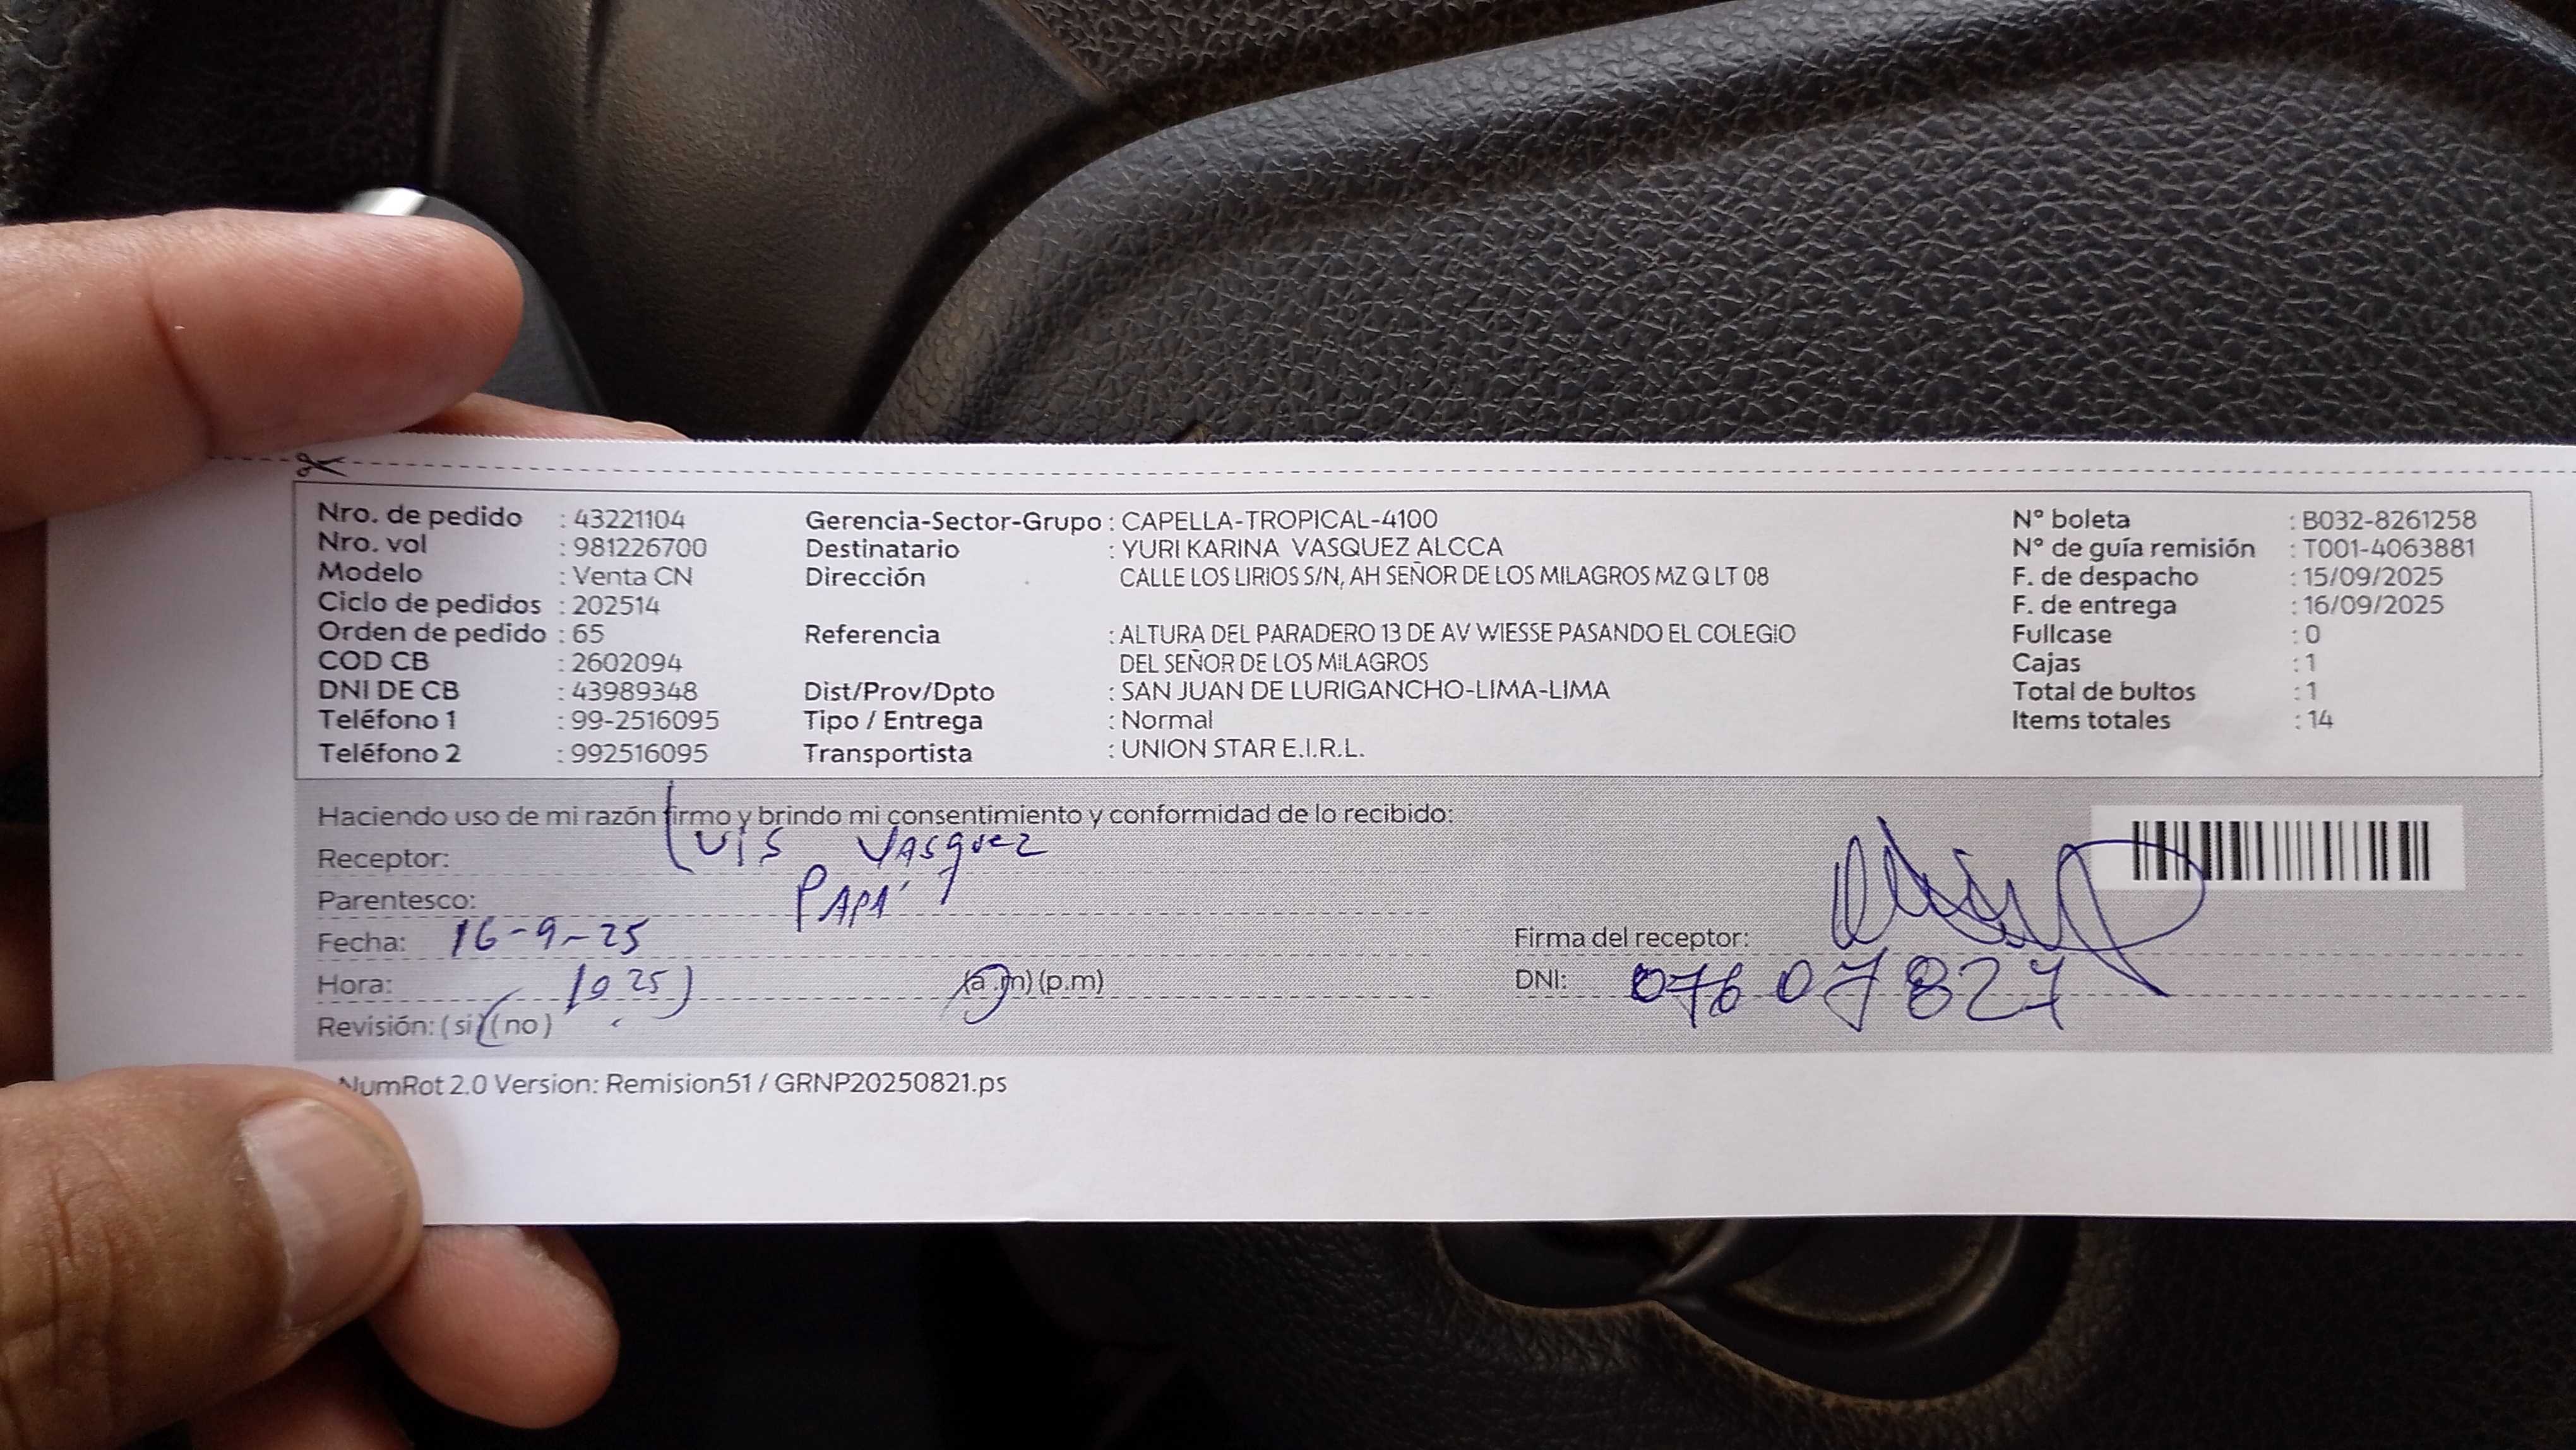 Nro. de pedido : 43221104 Gerencia-Sector-Grupo : CAPELLA-TROPICAL-4100 N° boleta : B032-8261258
Nro. vol : 981226700 Destinatario : YURI KARINA VASQUEZ ALCCA N° de guía remisión : T001-4063881
Modelo : Venta CN Dirección CALLE LOS LIRIOS S/N, AH SEÑOR DE LOS MILAGROS MZ Q LT 08 F. de despacho : 15/09/2025
Ciclo de pedidos : 202514 F. de entrega : 16/09/2025
Orden de pedido : 65 Referencia : ALTURA DEL PARADERO 13 DE AV WIESSE PASANDO EL COLEGIO Fullcase : 0
COD CB : 2602094 DEL SEÑOR DE LOS MILAGROS Cajas : 1
DNI DE CB : 43989348 Dist/Prov/Dpto : SAN JUAN DE LURIGANCHO-LIMA-LIMA Total de bultos : 1
Teléfono 1 : 99-2516095 Tipo / Entrega : Normal Items totales : 14
Teléfono 2 : 992516095 Transportista : UNION STAR E.I.R.L.
Haciendo uso de mi razón firmo y brindo mi consentimiento y conformidad de lo recibido:
Receptor: Luis Vasquez
Parentesco: PAPÁ
Fecha: 16-9-25 Firma del receptor:
Hora: 10 25 (a.m) (p.m) DNI: 07607827
Revisión: (si) (no)
NumRot 2.0 Version: Remision51 / GRNP20250821.ps